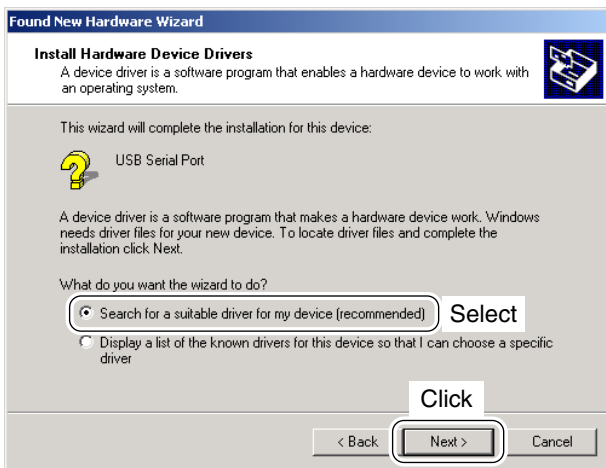 Found New Hardware Wizard
Install Hardware Device Drivers
A device driver is a software program that enables a hardware device to work with
an operating system.
This wizard will complete the installation for this device:
USB Serial Port
A device driver is a software program that makes a hardware device work. Windows
needs driver files for your new device. To locate driver files and complete the
installation click Next.
What do you want the wizard to do?
Search for a suitable driver for my device (recommended)
Select
Display a list of the known drivers for this device so that I can choose a specific
driver
Click
< Back
Next >
Cancel